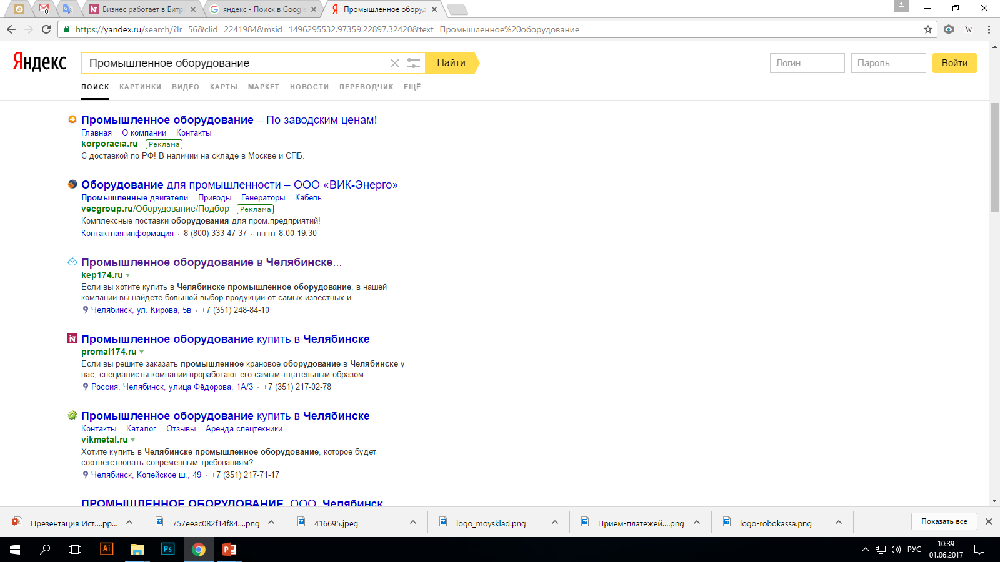 0
Бизнес работает в Битр
яндекс - Поиск в Google
Промышленное оборуд
https://yandex.ru/search/?lr=56&clid=2241984&msid=1496295532.97359.22897.32420&text=Промышленное%20оборудование
W
Яндекс
Промышленное оборудование
Найти
Логин
Пароль
Войти
ПОИСК КАРТИНКИ ВИДЕО КАРТЫ МАРКЕТ НОВОСТИ ПЕРЕВОДЧИК ЕЩЁ
Промышленное оборудование – По заводским ценам!
Главная О компании Контакты
korporacia.ru Реклама
С доставкой по РФ! В наличии на складе в Москве и СПБ.
Оборудование для промышленности – ООО «ВИК-Энерго»
Промышленные двигатели Приводы Генераторы Кабель
vecgroup.ru/Оборудование/Подбор Реклама
Комплексные поставки оборудования для пром.предприятий!
Контактная информация · 8 (800) 333-47-37 · пн-пт 8:00-19:30
Промышленное оборудование в Челябинске...
kep174.ru
Если вы хотите купить в Челябинске промышленное оборудование, в нашей
компании вы найдете большой выбор продукции от самых известных и...
Челябинск, ул. Кирова, 5в · +7 (351) 248-84-10
Промышленное оборудование купить в Челябинске
promal174.ru
Если вы решите заказать промышленное крановое оборудование в Челябинске у
нас, специалисты компании проработают его самым тщательным образом.
Россия, Челябинск, улица Фёдорова, 1А/3 · +7 (351) 217-02-78
Промышленное оборудование купить в Челябинске
Контакты Каталог Отзывы Аренда спецтехники
vikmetal.ru
Хотите купить в Челябинске промышленное оборудование, которое будет
соответствовать современным требованиям?
Челябинск, Копейское ш., 49 · +7 (351) 217-71-17
ПРОМЫШЛЕННОЕ ОБОРУДОВАНИЕ, ООО, Челябинск
Презентация Ист....pp...
757eeac082f14f84....png
416695.jpeg
logo_moysklad.png
Прием-платежей....png
logo-robokassa.png
Показать все
Ai
Ps
РУС
10:39
01.06.2017